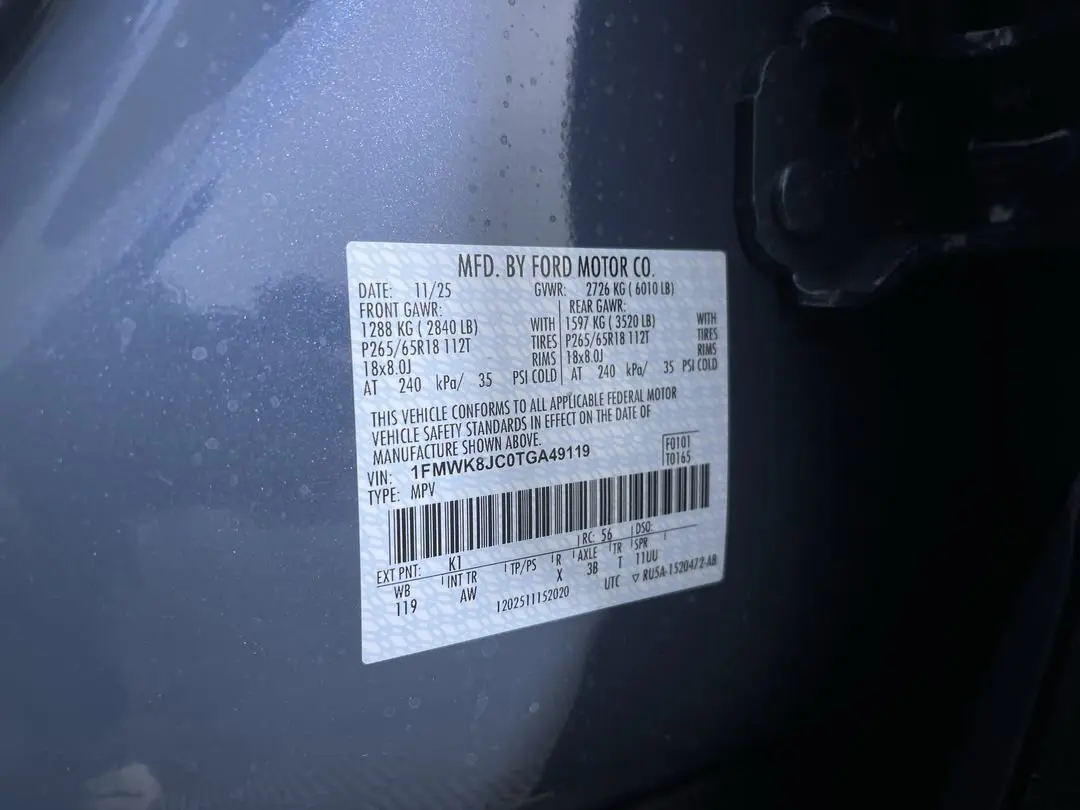 MFD. BY FORD MOTOR CO.
DATE: 11/25 GVWR: 2726 KG ( 6010 LB)
FRONT GAWR: REAR GAWR:
1288 KG ( 2840 LB) WITH 1597 KG ( 3520 LB) WITH
P265/65R18 112T TIRES P265/65R18 112T TIRES
18x8.0J RIMS 18x8.0J RIMS
AT 240 kPa/ 35 PSI COLD AT 240 kPa/ 35 PSI COLD
THIS VEHICLE CONFORMS TO ALL APPLICABLE FEDERAL MOTOR
VEHICLE SAFETY STANDARDS IN EFFECT ON THE DATE OF
MANUFACTURE SHOWN ABOVE.
VIN: 1FMWK8JC0TGA49119 F0101
TYPE: MPV T0165
EXT PNT: K1 RC: 56 DSO:
WB INT TR TP/PS R AXLE TR SPR
119 AW X 3B T 11UU
1202511152020 UTC ▽ RU5A-1520472-AB